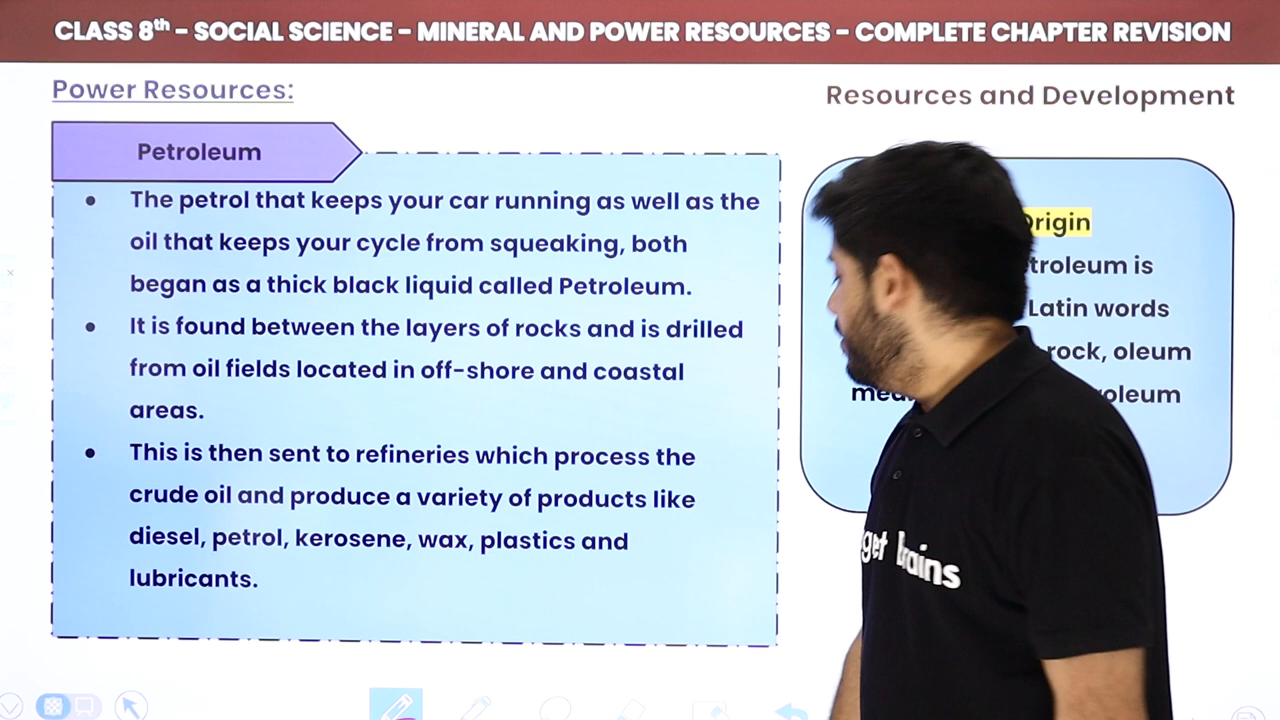 CLASS 8th – SOCIAL SCIENCE – MINERAL AND POWER RESOURCES – COMPLETE CHAPTER REVISION
Power Resources:
Resources and Development
Petroleum
• The petrol that keeps your car running as well as the
oil that keeps your cycle from squeaking, both
began as a thick black liquid called Petroleum.
• It is found between the layers of rocks and is drilled
from oil fields located in off-shore and coastal
areas.
• This is then sent to refineries which process the
crude oil and produce a variety of products like
diesel, petrol, kerosene, wax, plastics and
lubricants.
Origin
is
Latin words
rock, oleum